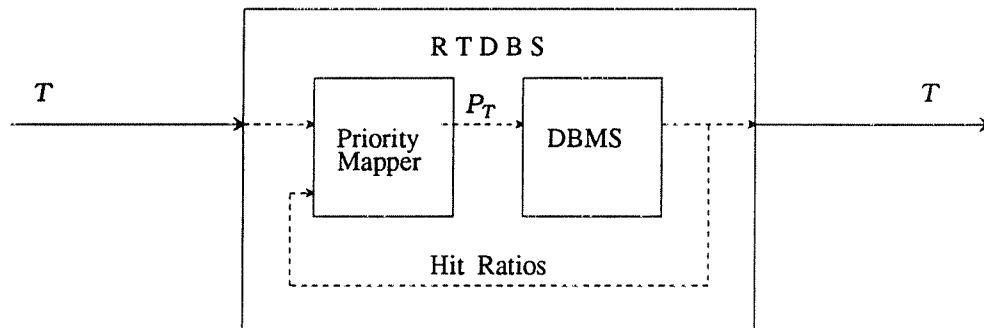 R T D B S
T
P_T
T
Priority
Mapper
DBMS
Hit Ratios